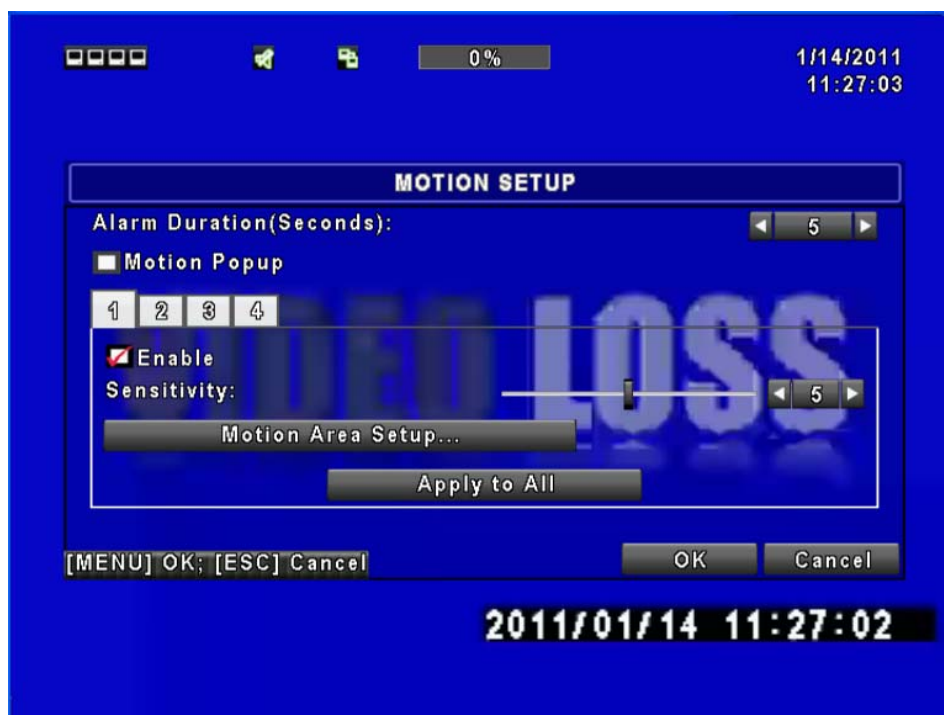 0%
1/14/2011
11:27:03
MOTION SETUP
Alarm Duration(Seconds): 5
Motion Popup
1 2 3 4
VIDEO LOSS
Enable
Sensitivity: 5
Motion Area Setup...
Apply to All
[MENU] OK; [ESC] Cancel OK Cancel
2011/01/14 11:27:02